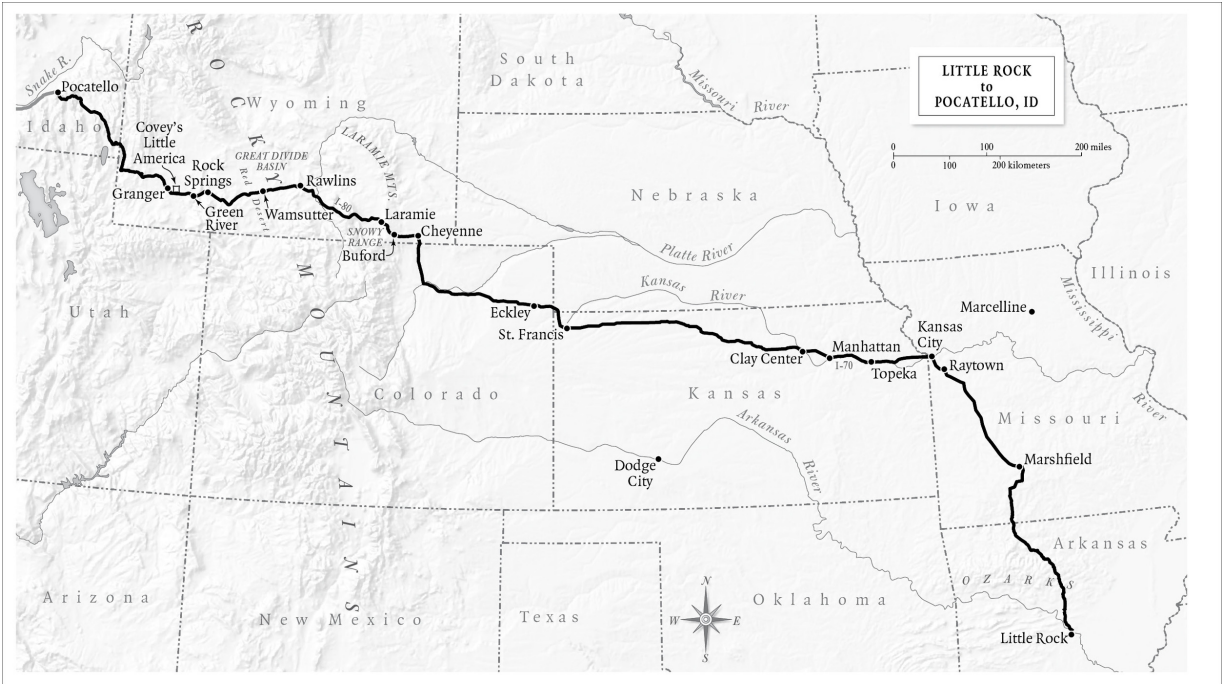 LITTLE ROCK
to
POCATELLO, ID
0 100 200 miles
0 100 200 kilometers
ROCKY MOUNTAINS
Snake R.
Pocatello
Idaho
Wyoming
South
Dakota
Missouri River
Covey's
Little
America
Rock
Springs
Granger
Green
River
GREAT DIVIDE
BASIN
Red Desert
Wamsutter
Rawlins
LARAMIE MTS.
I-80
Laramie
SNOWY
RANGE
Buford
Cheyenne
Nebraska
Iowa
Platte River
Kansas River
Illinois
Mississippi River
Utah
Eckley
St. Francis
Marcelline
Kansas
City
Clay Center
Manhattan
I-70
Topeka
Raytown
Colorado
Kansas
Missouri
Arkansas River
Dodge
City
Marshfield
Arkansas
OZARKS
Arizona
New Mexico
Texas
Oklahoma
N
W E
S
Little Rock